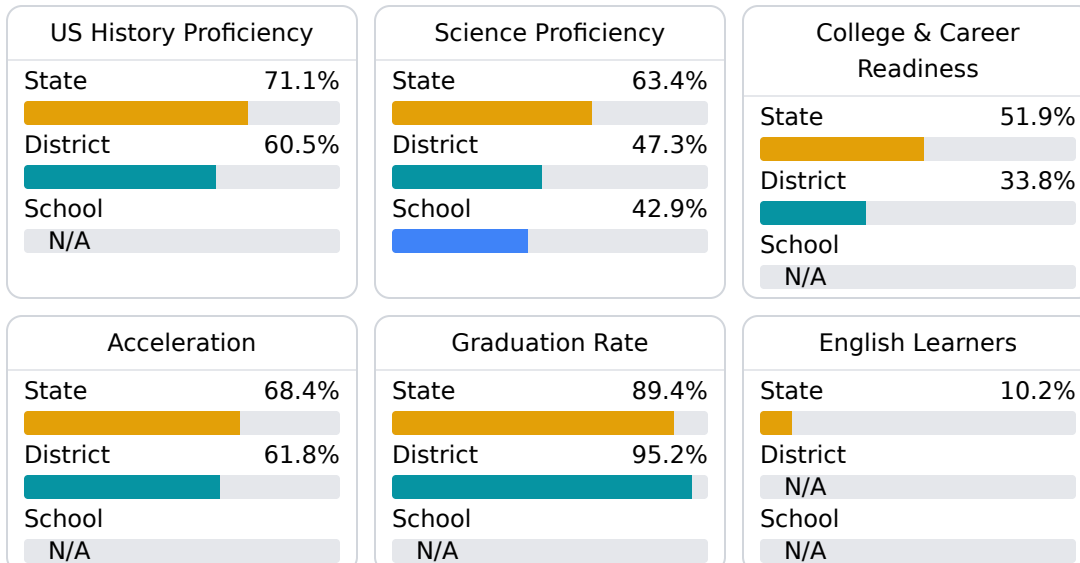 US History Proficiency
State 71.1%
District 60.5%
School
N/A
Science Proficiency
State 63.4%
District 47.3%
School 42.9%
College & Career
Readiness
State 51.9%
District 33.8%
School
N/A
Acceleration
State 68.4%
District 61.8%
School
N/A
Graduation Rate
State 89.4%
District 95.2%
School
N/A
English Learners
State 10.2%
District
N/A
School
N/A